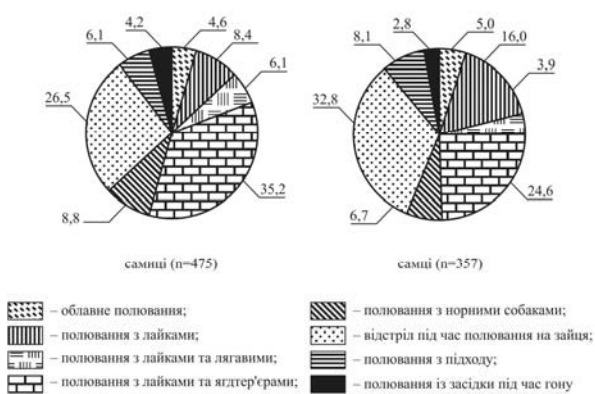 4,2
4,6
6,1
8,4
6,1
26,5
35,2
8,8
самиці (n=475)
2,8
5,0
8,1
16,0
3,9
32,8
24,6
6,7
самці (n=357)
– облавне полювання;
– полювання з лайками;
– полювання з лайками та лягавими;
– полювання з лайками та ягдтер'єрами;
– полювання з норними собаками;
– відстріл під час полювання на зайця;
– полювання з підходу;
– полювання із засідки під час гону